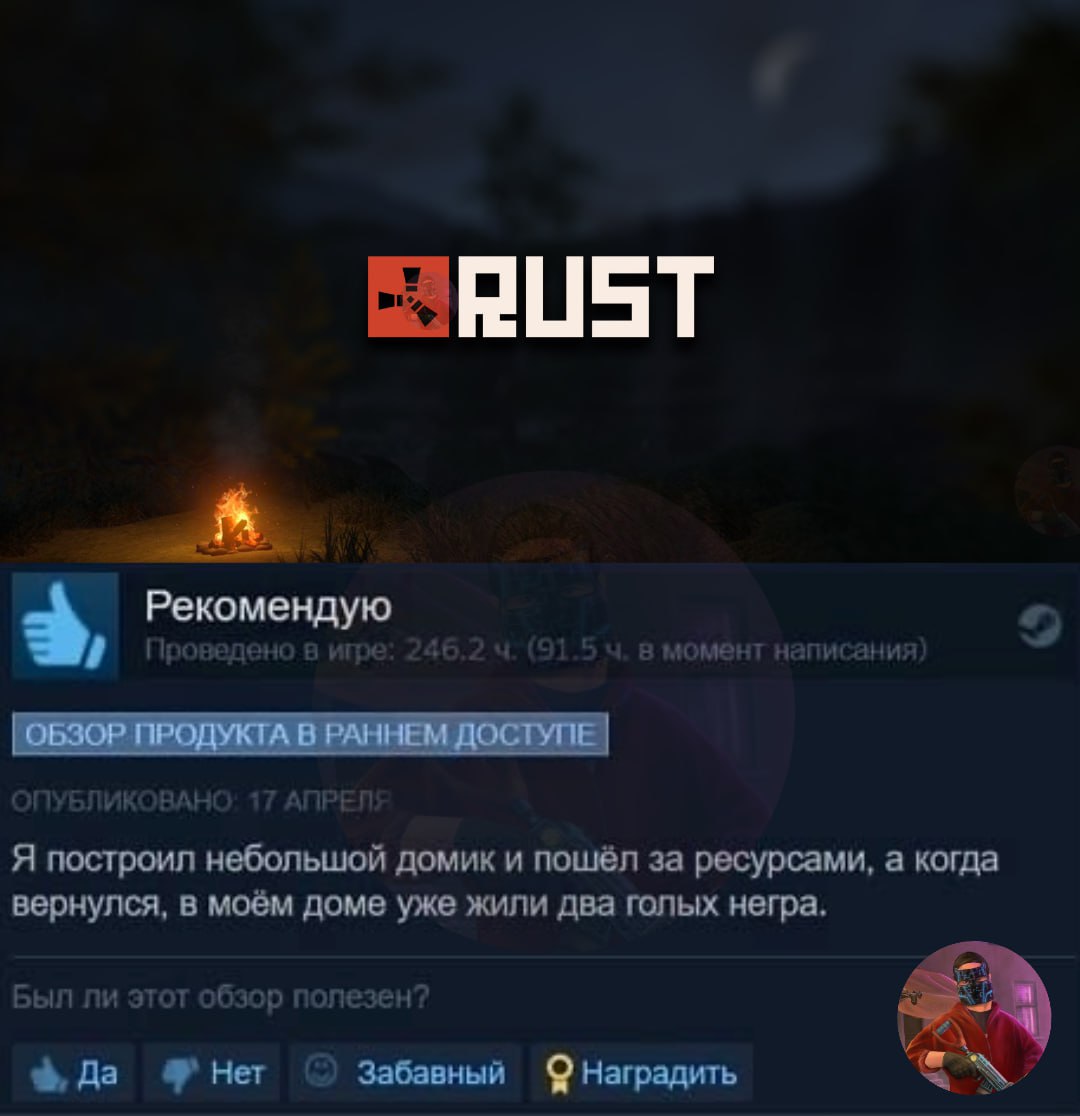 RUST
Рекомендую
Проведено в игре: 246.2 ч. (91.5 ч. в момент написания)
ОБЗОР ПРОДУКТА В РАННЕМ ДОСТУПЕ
ОПУБЛИКОВАНО: 17 АПРЕЛЯ
Я построил небольшой домик и пошёл за ресурсами, а когда
вернулся, в моём доме уже жили два голых негра.
Был ли этот обзор полезен?
Да Нет Забавный Наградить